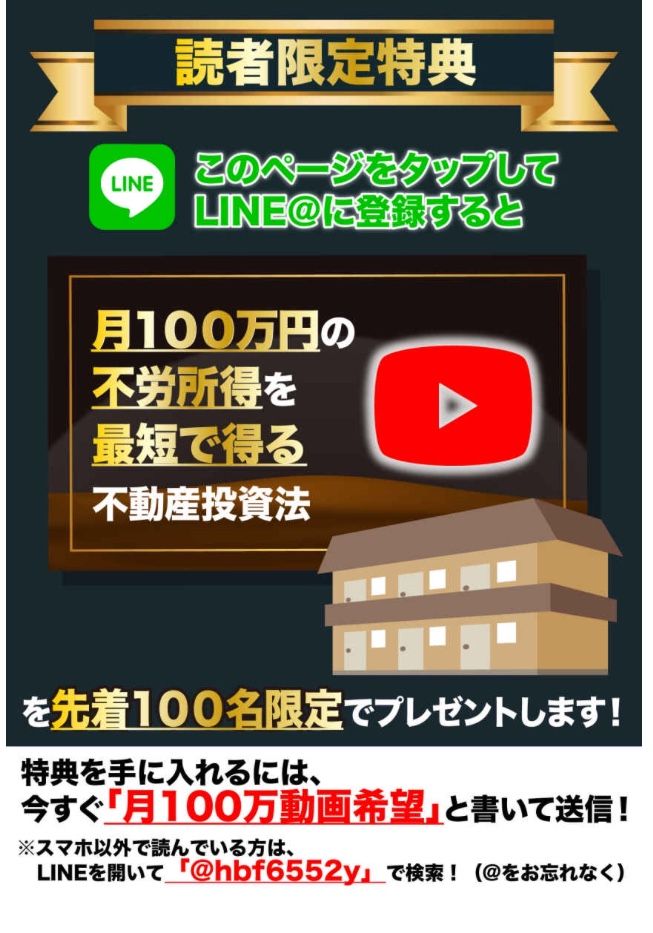 読者限定特典
LINE
このページをタップして
LINE@に登録すると
月100万円の
不労所得を
最短で得る
不動産投資法
を先着100名限定でプレゼントします！
特典を手に入れるには、
今すぐ「月100万動画希望」と書いて送信！
※スマホ以外で読んでいる方は、
LINEを開いて「@hbf6552y」で検索！（@をお忘れなく）